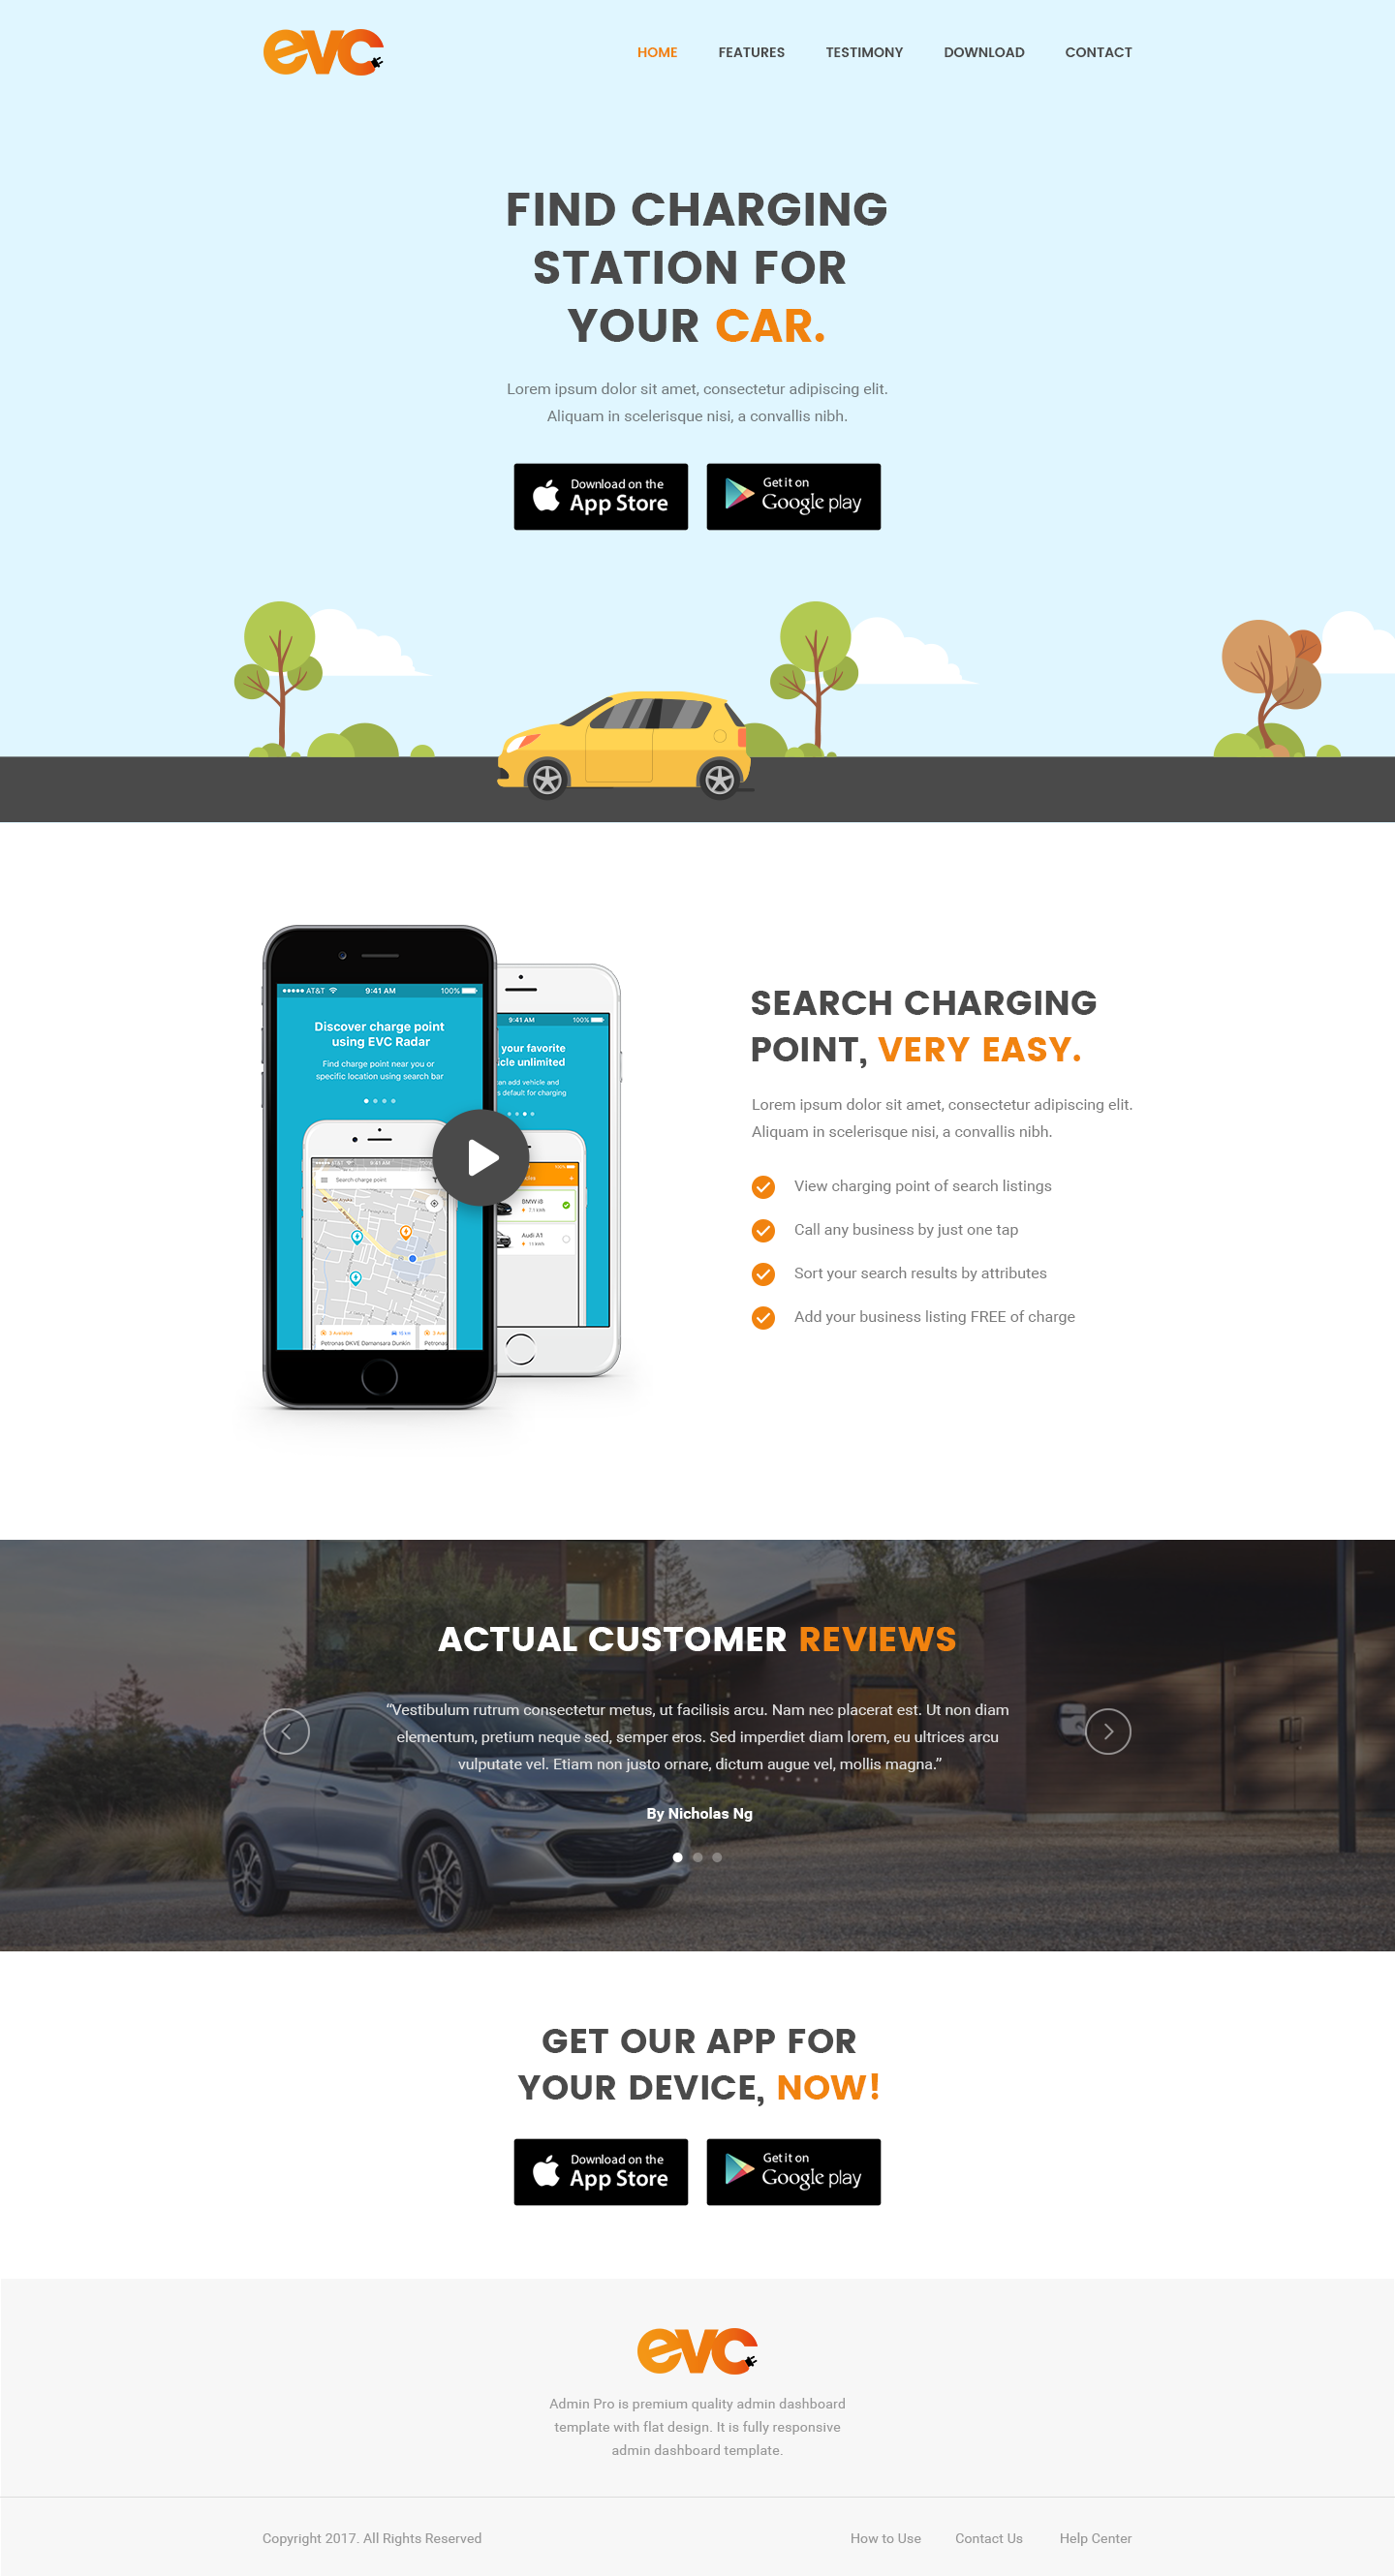 evc
HOME FEATURES TESTIMONY DOWNLOAD CONTACT
FIND CHARGING
STATION FOR
YOUR CAR.
Lorem ipsum dolor sit amet, consectetur adipiscing elit.
Aliquam in scelerisque nisi, a convallis nibh.
Download on the
App Store
Get it on
Google play
AT&T 9:41 AM 100%
Discover charge point
using EVC Radar
Find charge point near you or
specific location using search bar
Search charge point
2 Available 15 km
Petronas DKVE Damansara Dunkin
Petronas
9:41 AM 100%
your favorite
cle unlimited
can add vehicle and
s default for charging
BMW i8
7.1 kWh
Audi A1
11 kWh
SEARCH CHARGING
POINT, VERY EASY.
Lorem ipsum dolor sit amet, consectetur adipiscing elit.
Aliquam in scelerisque nisi, a convallis nibh.
View charging point of search listings
Call any business by just one tap
Sort your search results by attributes
Add your business listing FREE of charge
ACTUAL CUSTOMER REVIEWS
“Vestibulum rutrum consectetur metus, ut facilisis arcu. Nam nec placerat est. Ut non diam
elementum, pretium neque sed, semper eros. Sed imperdiet diam lorem, eu ultrices arcu
vulputate vel. Etiam non justo ornare, dictum augue vel, mollis magna.”
By Nicholas Ng
GET OUR APP FOR
YOUR DEVICE, NOW!
Download on the
App Store
Get it on
Google play
evc
Admin Pro is premium quality admin dashboard
template with flat design. It is fully responsive
admin dashboard template.
Copyright 2017. All Rights Reserved
How to Use Contact Us Help Center